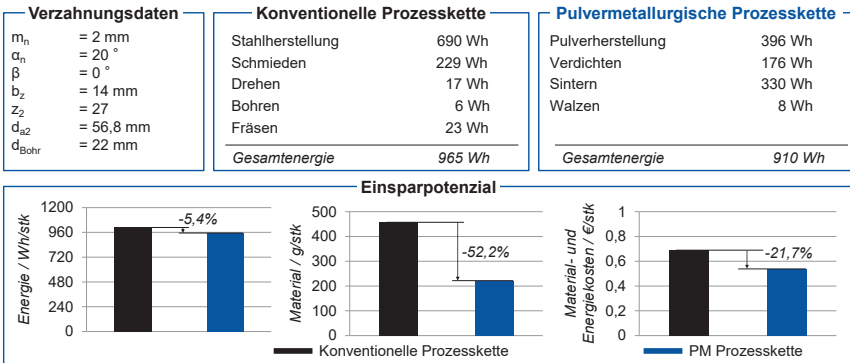 Verzahnungsdaten
mₙ = 2 mm
αₙ = 20 °
β = 0 °
b_z = 14 mm
z₂ = 27
d_a2 = 56,8 mm
d_Bohr = 22 mm
Konventionelle Prozesskette
Stahlherstellung 690 Wh
Schmieden 229 Wh
Drehen 17 Wh
Bohren 6 Wh
Fräsen 23 Wh
Gesamtenergie 965 Wh
Pulvermetallurgische Prozesskette
Pulverherstellung 396 Wh
Verdichten 176 Wh
Sintern 330 Wh
Walzen 8 Wh
Gesamtenergie 910 Wh
Einsparpotenzial
Energie / Wh/stk
1200
960
720
480
240
0
-5,4%
Material / g/stk
500
400
300
200
100
0
-52,2%
Material- und
Energiekosten / €/stk
1
0,8
0,6
0,4
0,2
0
-21,7%
Konventionelle Prozesskette
PM Prozesskette